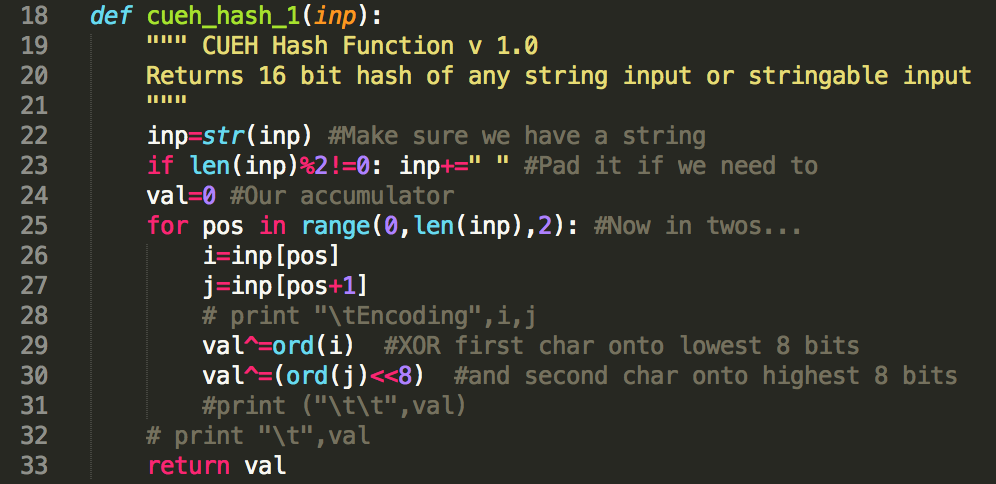 18 def cueh_hash_1(inp):
19 """ CUEH Hash Function v 1.0
20 Returns 16 bit hash of any string input or stringable input
21 """
22 inp=str(inp) #Make sure we have a string
23 if len(inp)%2!=0: inp+=" " #Pad it if we need to
24 val=0 #Our accumulator
25 for pos in range(0,len(inp),2): #Now in twos...
26 i=inp[pos]
27 j=inp[pos+1]
28 # print "\tEncoding",i,j
29 val^=ord(i)  #XOR first char onto lowest 8 bits
30 val^=(ord(j)<<8)  #and second char onto highest 8 bits
31 #print ("\t\t",val)
32 # print "\t",val
33 return val